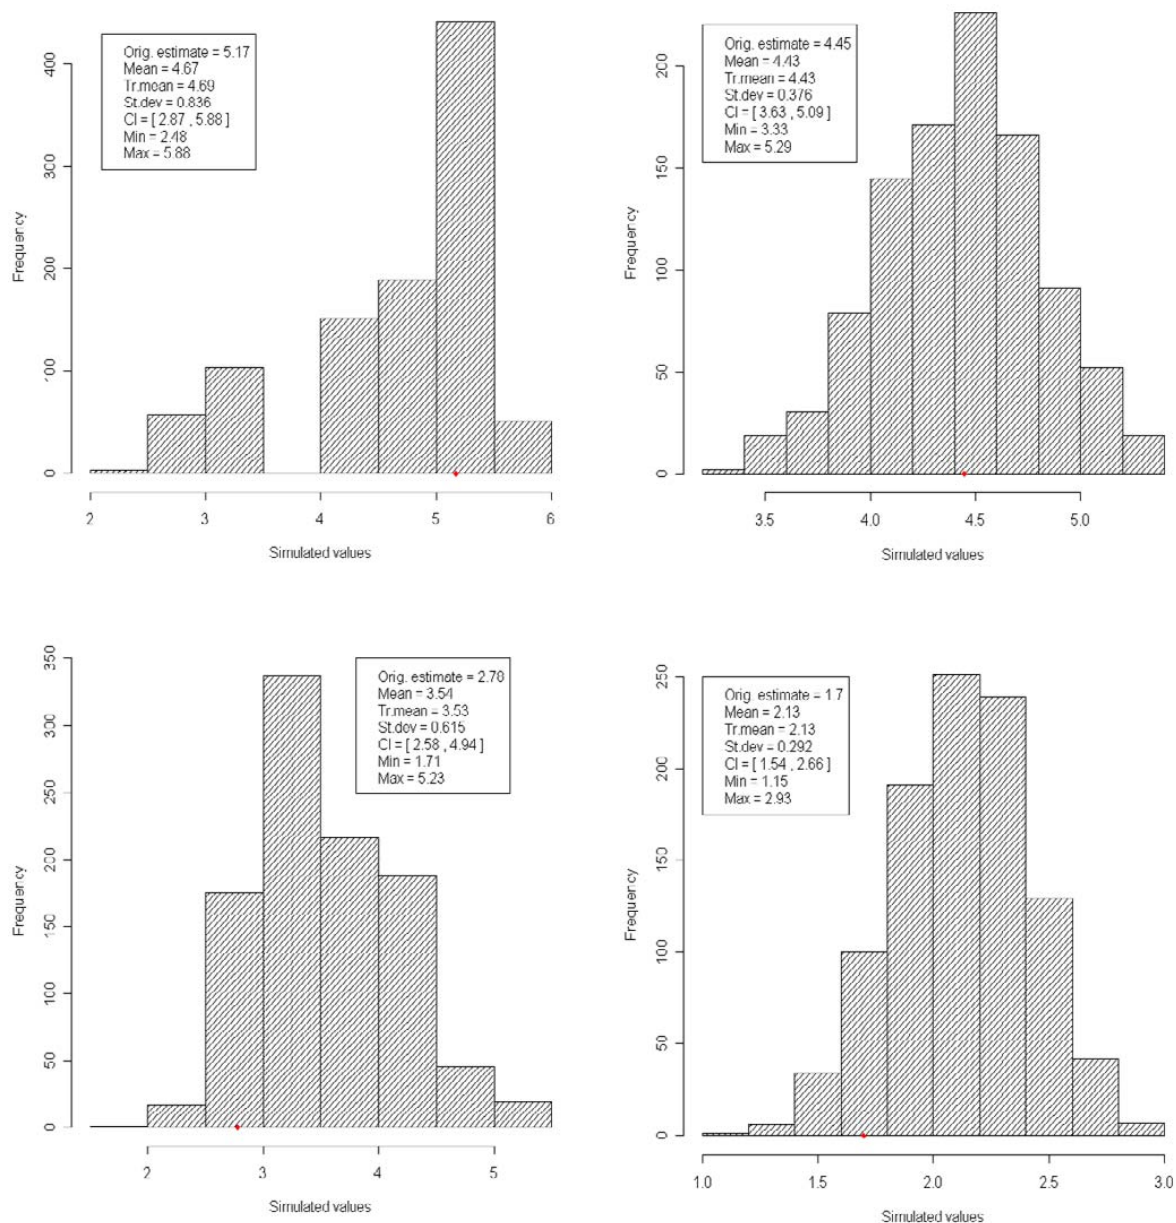 Orig. estimate = 5.17
Mean = 4.67
Tr.mean = 4.69
St.dev = 0.836
CI = [ 2.87 , 5.88 ]
Min = 2.48
Max = 5.88
Frequency
400
300
200
100
0
2 3 4 5 6
Simulated values
Orig. estimate = 4.45
Mean = 4.43
Tr.mean = 4.43
St.dev = 0.376
CI = [ 3.63 , 5.09 ]
Min = 3.33
Max = 5.29
Frequency
200
150
100
50
0
3.5 4.0 4.5 5.0
Simulated values
Orig. estimate = 2.78
Mean = 3.54
Tr.mean = 3.53
St.dev = 0.615
CI = [ 2.58 , 4.94 ]
Min = 1.71
Max = 5.23
Frequency
350
300
250
200
150
100
50
0
2 3 4 5
Simulated values
Orig. estimate = 1.7
Mean = 2.13
Tr.mean = 2.13
St.dev = 0.292
CI = [ 1.54 , 2.66 ]
Min = 1.15
Max = 2.93
Frequency
250
200
150
100
50
0
1.0 1.5 2.0 2.5 3.0
Simulated values